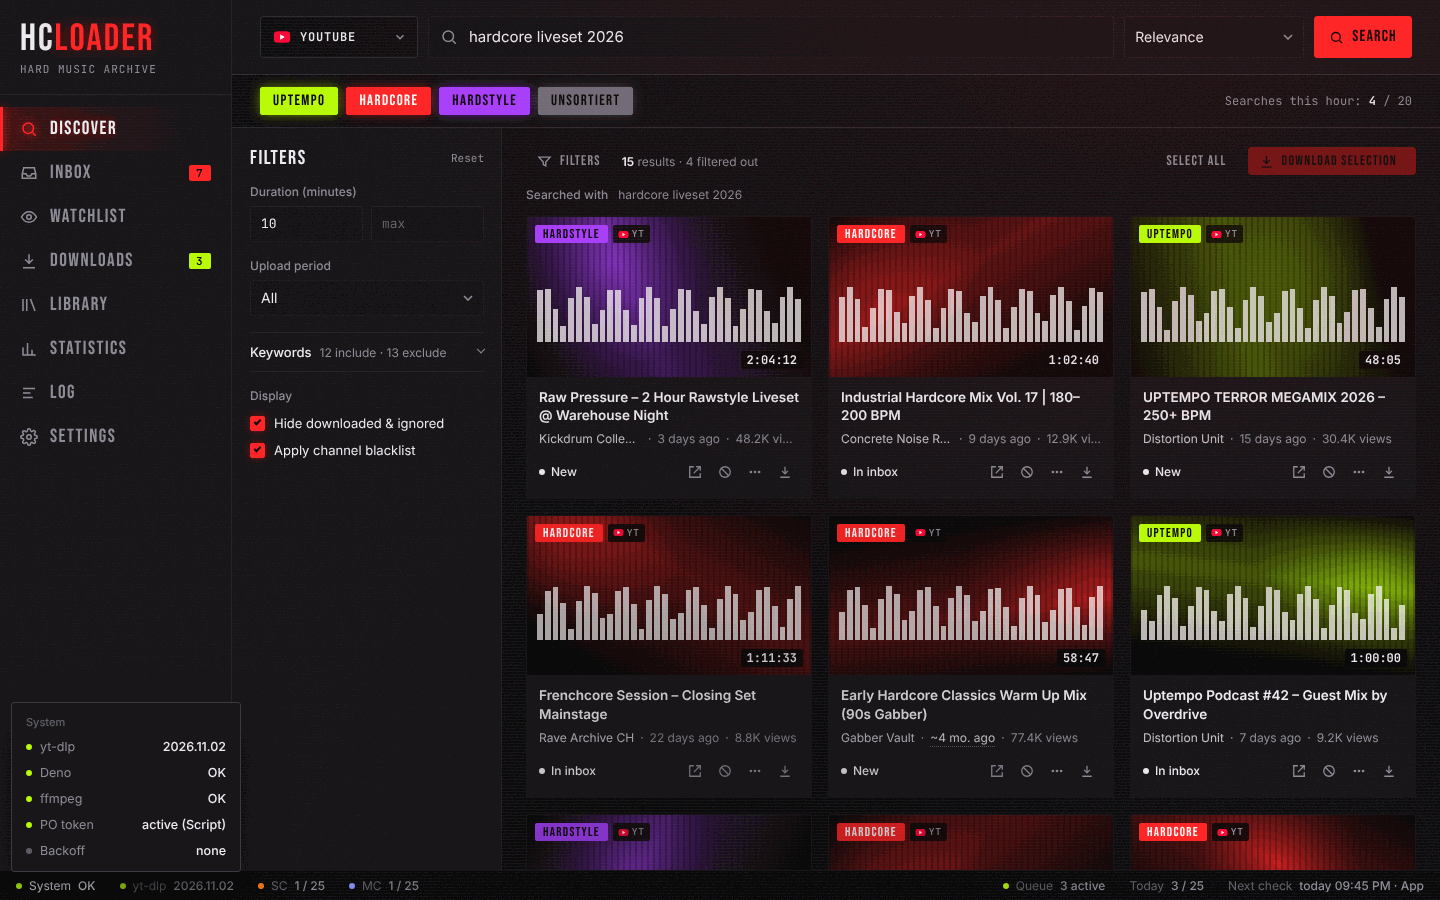 HCLOADER
HARD MUSIC ARCHIVE
DISCOVER
INBOX 7
WATCHLIST
DOWNLOADS 3
LIBRARY
STATISTICS
LOG
SETTINGS
System
yt-dlp 2026.11.02
Deno OK
ffmpeg OK
PO token active (Script)
Backoff none
YOUTUBE
hardcore liveset 2026
Relevance
SEARCH
UPTEMPO HARDCORE HARDSTYLE UNSORTIERT
Searches this hour: 4 / 20
FILTERS Reset
Duration (minutes)
10 max
Upload period
All
Keywords 12 include · 13 exclude
Display
Hide downloaded & ignored
Apply channel blacklist
FILTERS 15 results · 4 filtered out
SELECT ALL DOWNLOAD SELECTION
Searched with hardcore liveset 2026
HARDSTYLE YT
2:04:12
Raw Pressure – 2 Hour Rawstyle Liveset
@ Warehouse Night
Kickdrum Colle... · 3 days ago · 48.2K vi...
New
HARDCORE YT
1:02:40
Industrial Hardcore Mix Vol. 17 | 180–
200 BPM
Concrete Noise R... · 9 days ago · 12.9K vi...
In inbox
UPTEMPO YT
48:05
UPTEMPO TERROR MEGAMIX 2026 –
250+ BPM
Distortion Unit · 15 days ago · 30.4K views
New
HARDCORE YT
1:11:33
Frenchcore Session – Closing Set
Mainstage
Rave Archive CH · 22 days ago · 8.8K views
In inbox
HARDCORE YT
58:47
Early Hardcore Classics Warm Up Mix
(90s Gabber)
Gabber Vault · ~4 mo. ago · 77.4K views
New
UPTEMPO YT
1:00:00
Uptempo Podcast #42 – Guest Mix by
Overdrive
Distortion Unit · 7 days ago · 9.2K views
In inbox
HARDSTYLE YT
HARDCORE YT
HARDCORE YT
System OK yt-dlp 2026.11.02 SC 1 / 25 MC 1 / 25
Queue 3 active Today 3 / 25 Next check today 09:45 PM · App